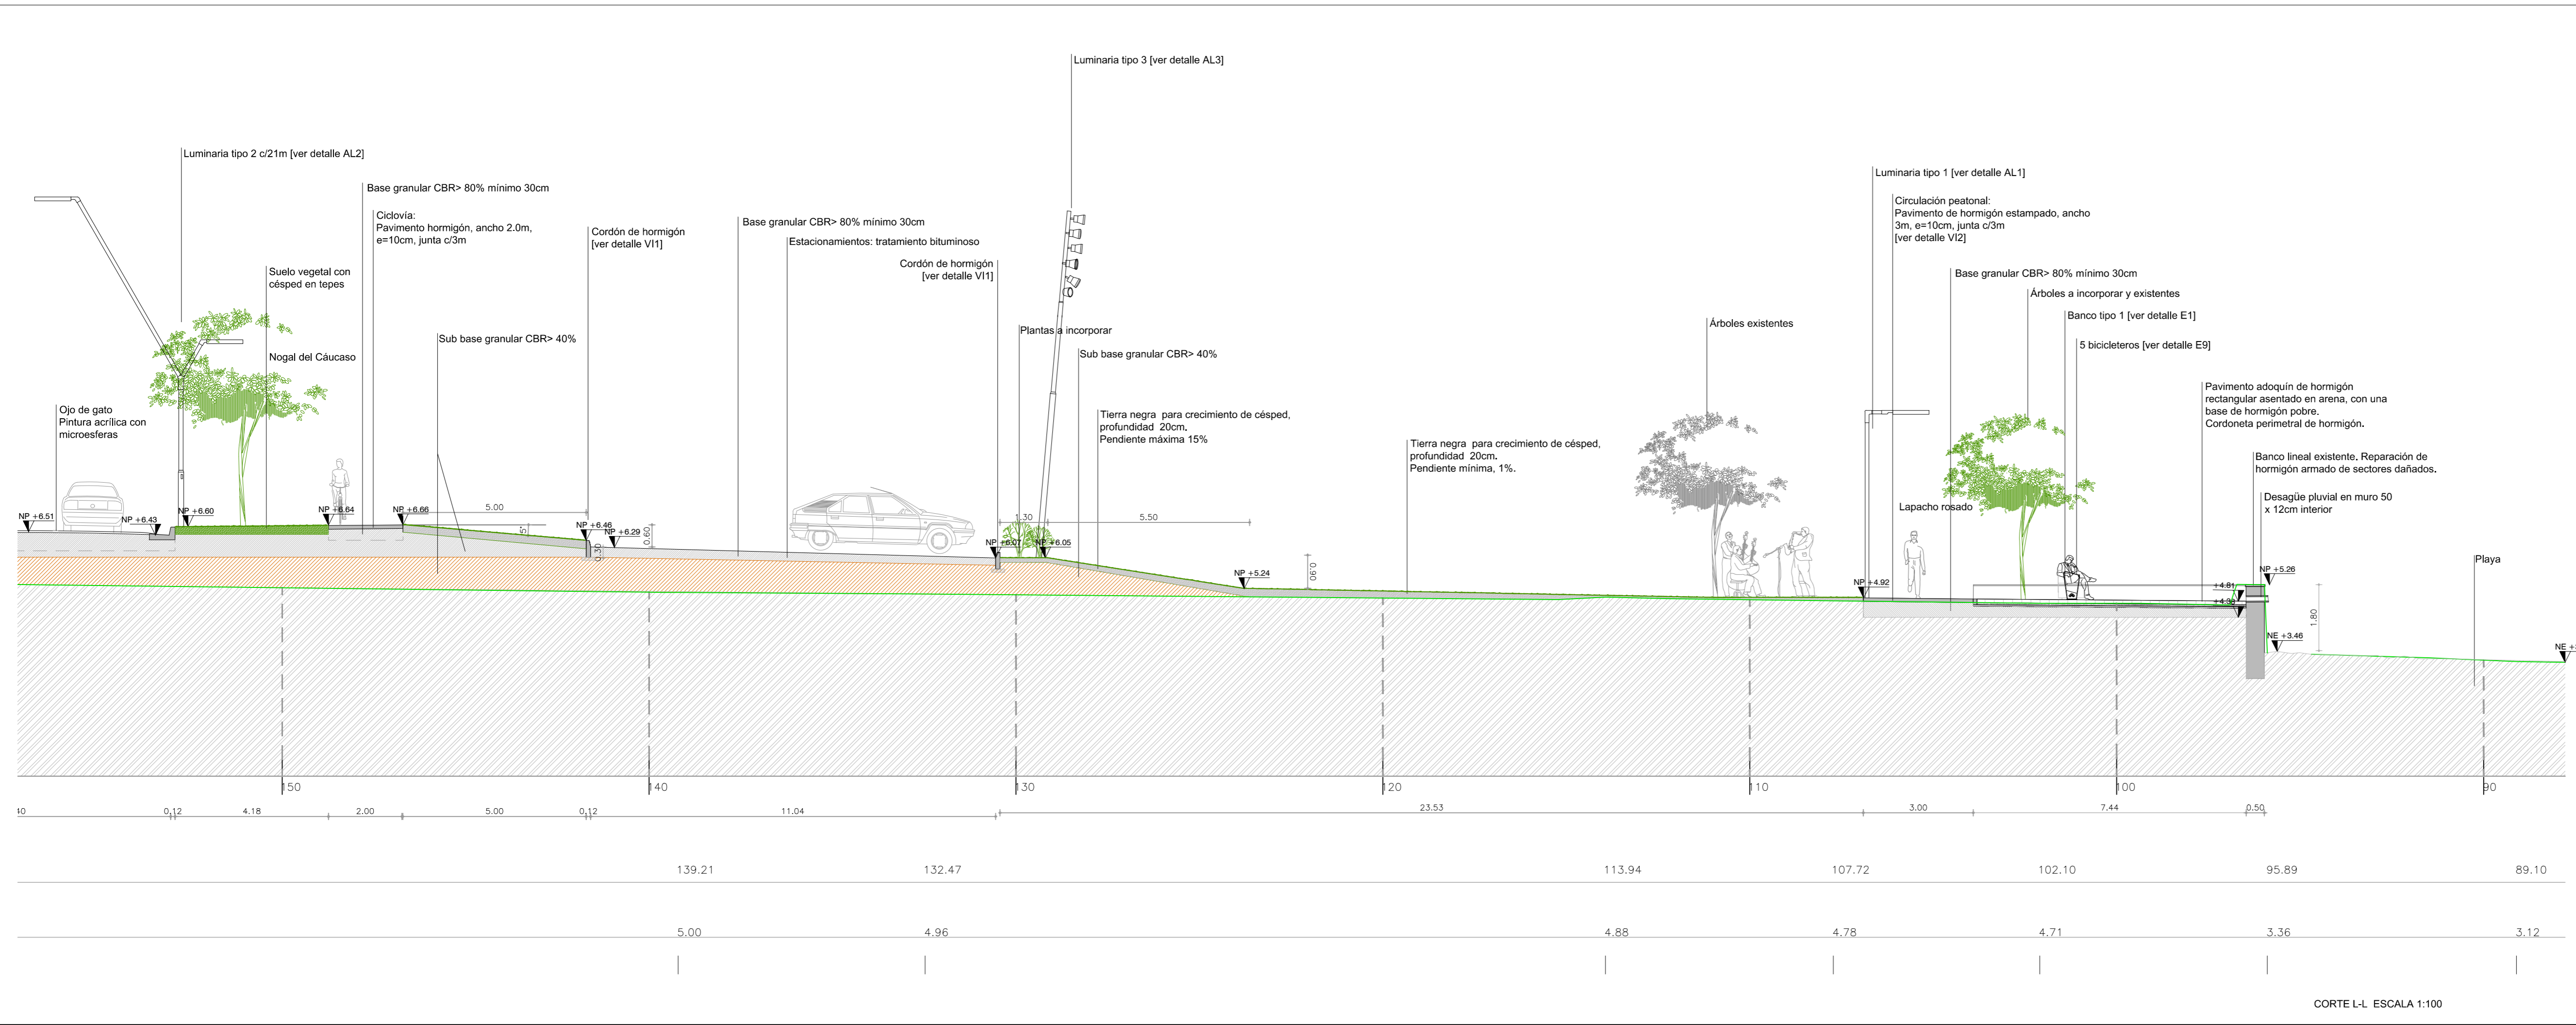 Luminaria tipo 3 [ver detalle AL3]
Luminaria tipo 2 c/21m [ver detalle AL2]
Base granular CBR> 80% mínimo 30cm
Ciclovía:
Pavimento hormigón, ancho 2.0m,
e=10cm, junta c/3m
Cordón de hormigón
[ver detalle VI1]
Base granular CBR> 80% mínimo 30cm
Estacionamientos: tratamiento bituminoso
Cordón de hormigón
[ver detalle VI1]
Suelo vegetal con
césped en tepes
Nogal del Cáucaso
Sub base granular CBR> 40%
Plantas a incorporar
Sub base granular CBR> 40%
Ojo de gato
Pintura acrílica con
microesferas
Tierra negra para crecimiento de césped,
profundidad 20cm.
Pendiente máxima 15%
Tierra negra para crecimiento de césped,
profundidad 20cm.
Pendiente mínima, 1%.
Árboles existentes
Luminaria tipo 1 [ver detalle AL1]
Circulación peatonal:
Pavimento de hormigón estampado, ancho
3m, e=10cm, junta c/3m
[ver detalle VI2]
Base granular CBR> 80% mínimo 30cm
Árboles a incorporar y existentes
Banco tipo 1 [ver detalle E1]
5 bicicleteros [ver detalle E9]
Pavimento adoquín de hormigón
rectangular asentado en arena, con una
base de hormigón pobre.
Cordoneta perimetral de hormigón.
Banco lineal existente. Reparación de
hormigón armado de sectores dañados.
Desagüe pluvial en muro 50
x 12cm interior
Lapacho rosado
Playa
NP +6.51
NP +6.43
NP +6.60
NP +6.64
NP +6.66
5.00
NP +6.46
NP +6.29
0.60
0.30
1.30
5.50
NP +6.07
NP +6.05
NP +5.24
0.90
NP +4.92
+4.81
NP +5.26
1.80
NE +3.46
150
140
130
120
110
100
90
0.12
4.18
2.00
5.00
0.12
11.04
23.53
3.00
7.44
0.50
139.21
132.47
113.94
107.72
102.10
95.89
89.10
5.00
4.96
4.88
4.78
4.71
3.36
3.12
CORTE L-L ESCALA 1:100